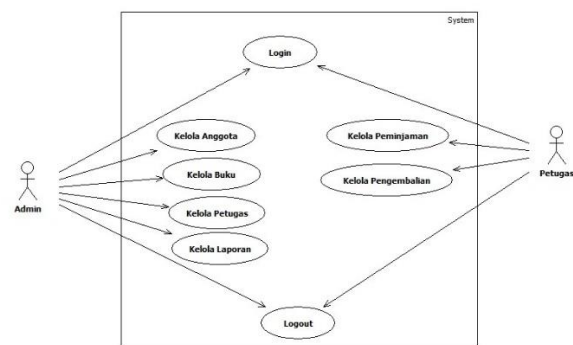 System
Login
Kelola Anggota
Kelola Peminjaman
Kelola Buku
Kelola Pengembalian
Petugas
Admin
Kelola Petugas
Kelola Laporan
Logout